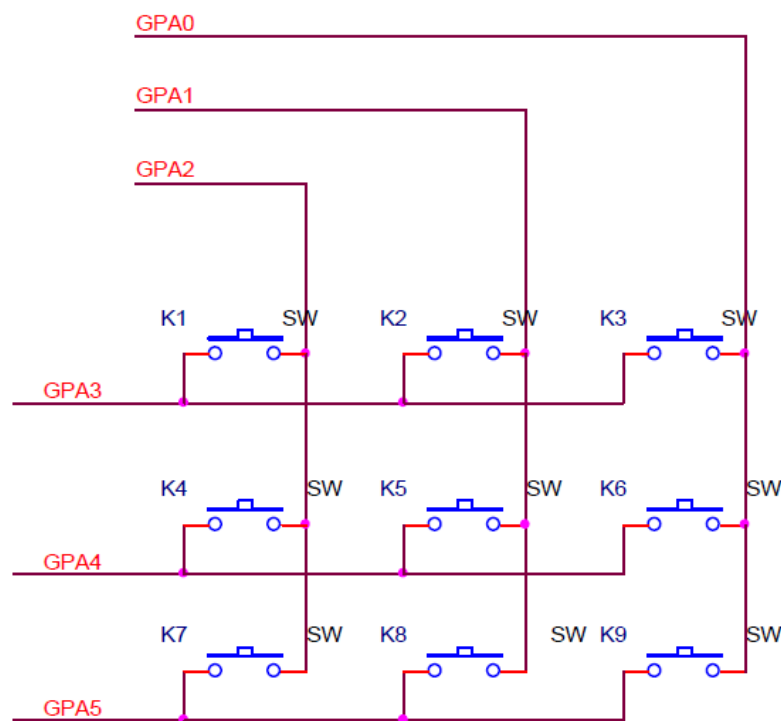 GPA0
GPA1
GPA2
K1 SW K2 SW K3 SW
GPA3
K4 SW K5 SW K6 SW
GPA4
K7 SW K8 SW K9 SW
GPA5